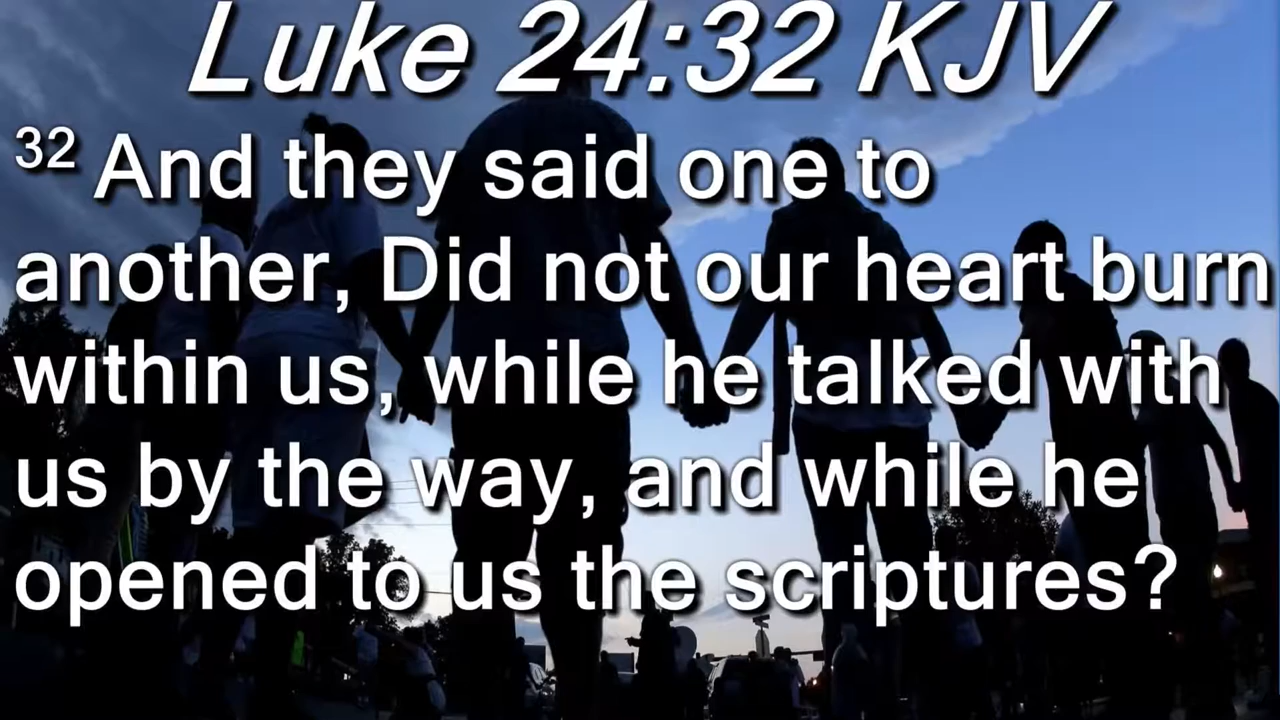 Luke 24:32 KJV
32 And they said one to
another, Did not our heart burn
within us, while he talked with
us by the way, and while he
opened to us the scriptures?